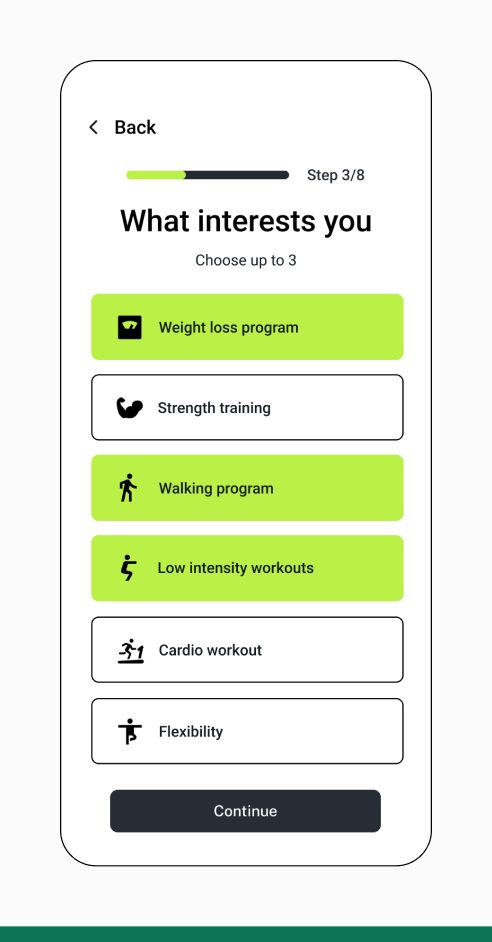 Back
Step 3/8
What interests you
Choose up to 3
Weight loss program
Strength training
Walking program
Low intensity workouts
Cardio workout
Flexibility
Continue